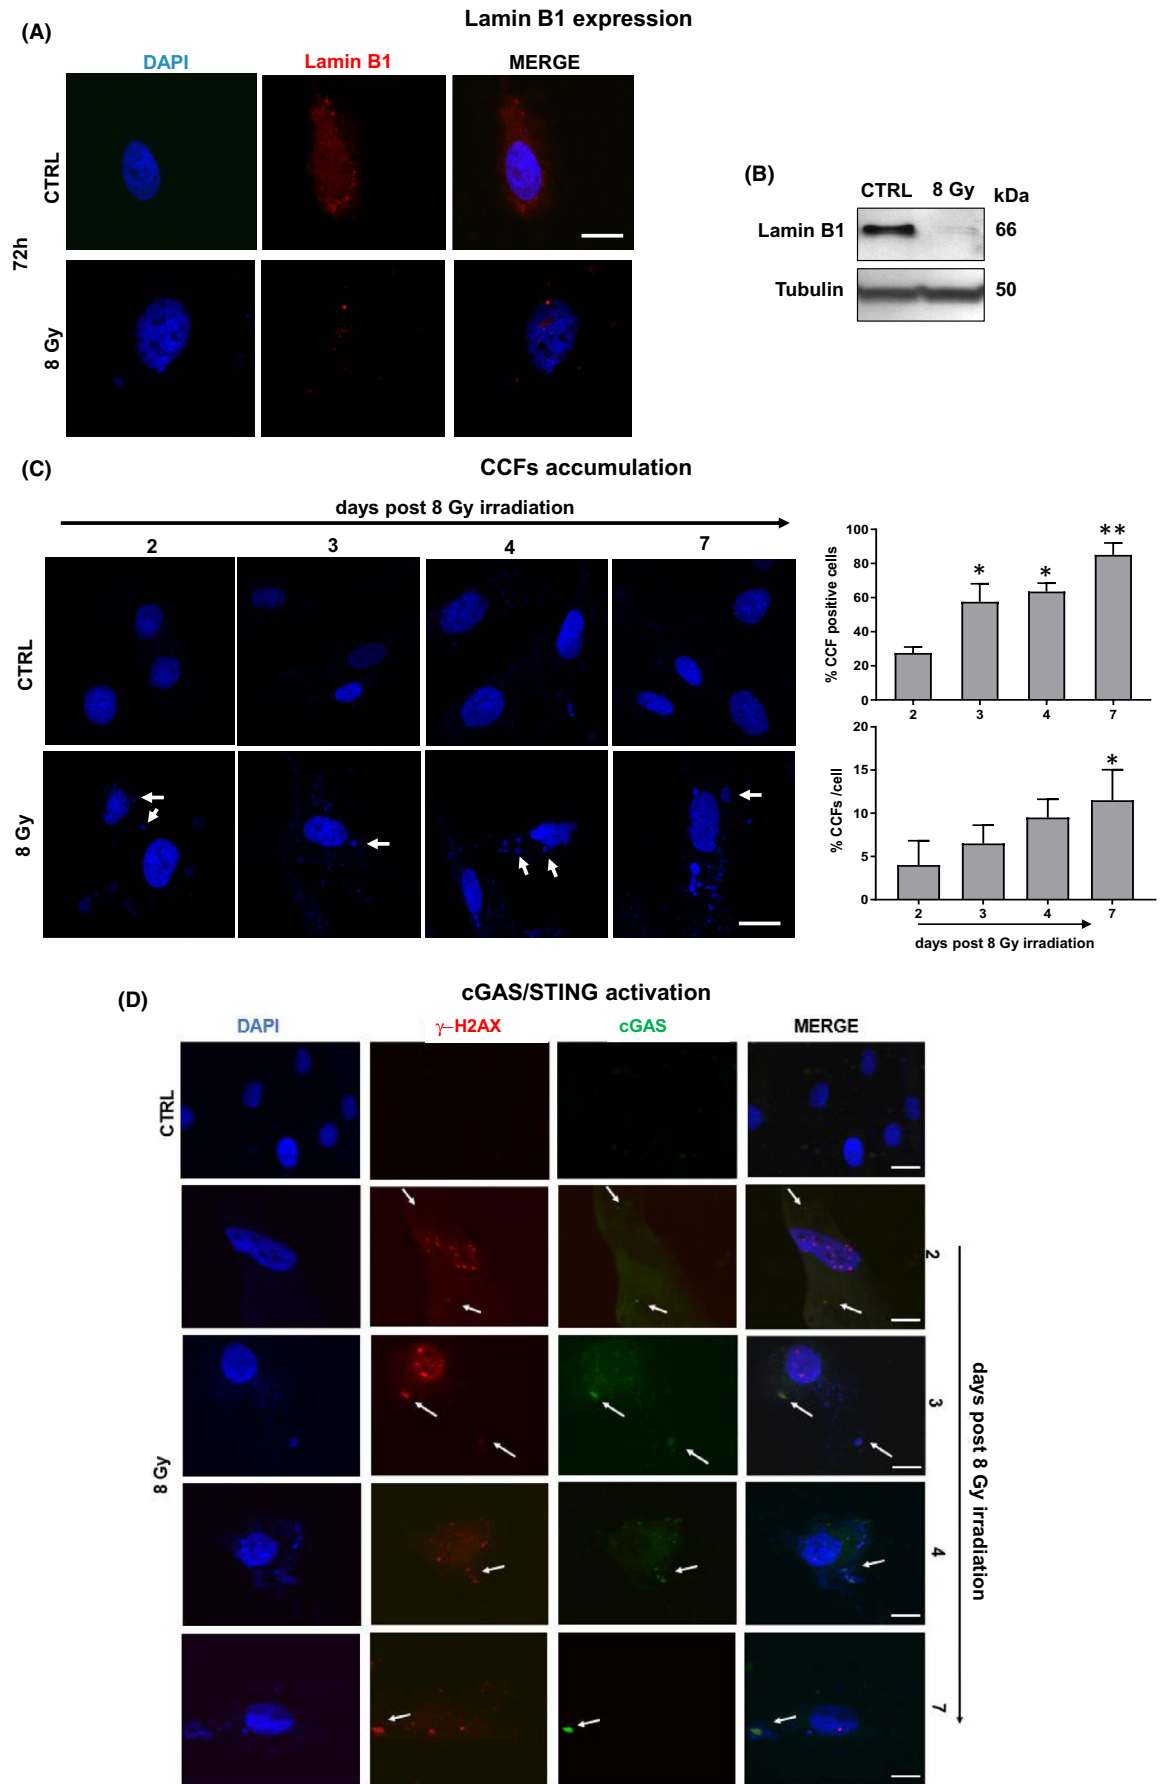 Lamin B1 expression
(A)
DAPI Lamin B1 MERGE
CTRL
72h
8 Gy
(B)
CTRL 8 Gy kDa
Lamin B1 66
Tubulin 50
(C)
CCFs accumulation
days post 8 Gy irradiation
2 3 4 7
CTRL
8 Gy
% CCF positive cells
100
80
60
40
20
0
* * **
2 3 4 7
% CCFs /cell
20
15
10
5
0
*
2 3 4 7
days post 8 Gy irradiation
(D)
cGAS/STING activation
DAPI γ–H2AX cGAS MERGE
CTRL
8 Gy
2
3
4
7
days post 8 Gy irradiation